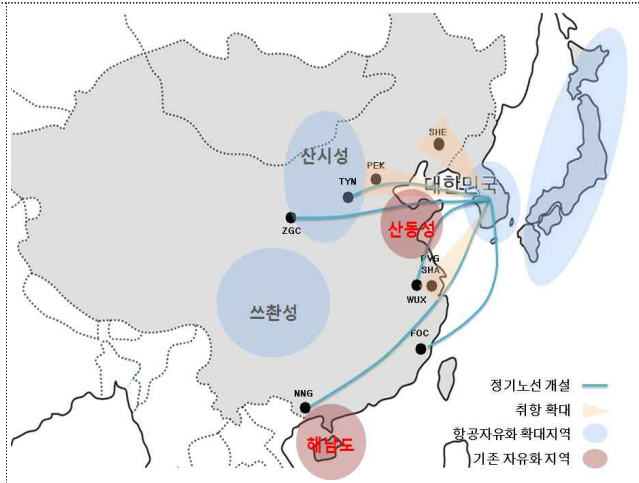 SHE
산시성
PEK
TYN
대한민국
ZGC
산동성
PVG
SHA
WUX
쓰촨성
FOC
NNG
해남도
정기노선 개설
취항 확대
항공자유화 확대지역
기존 자유화 지역